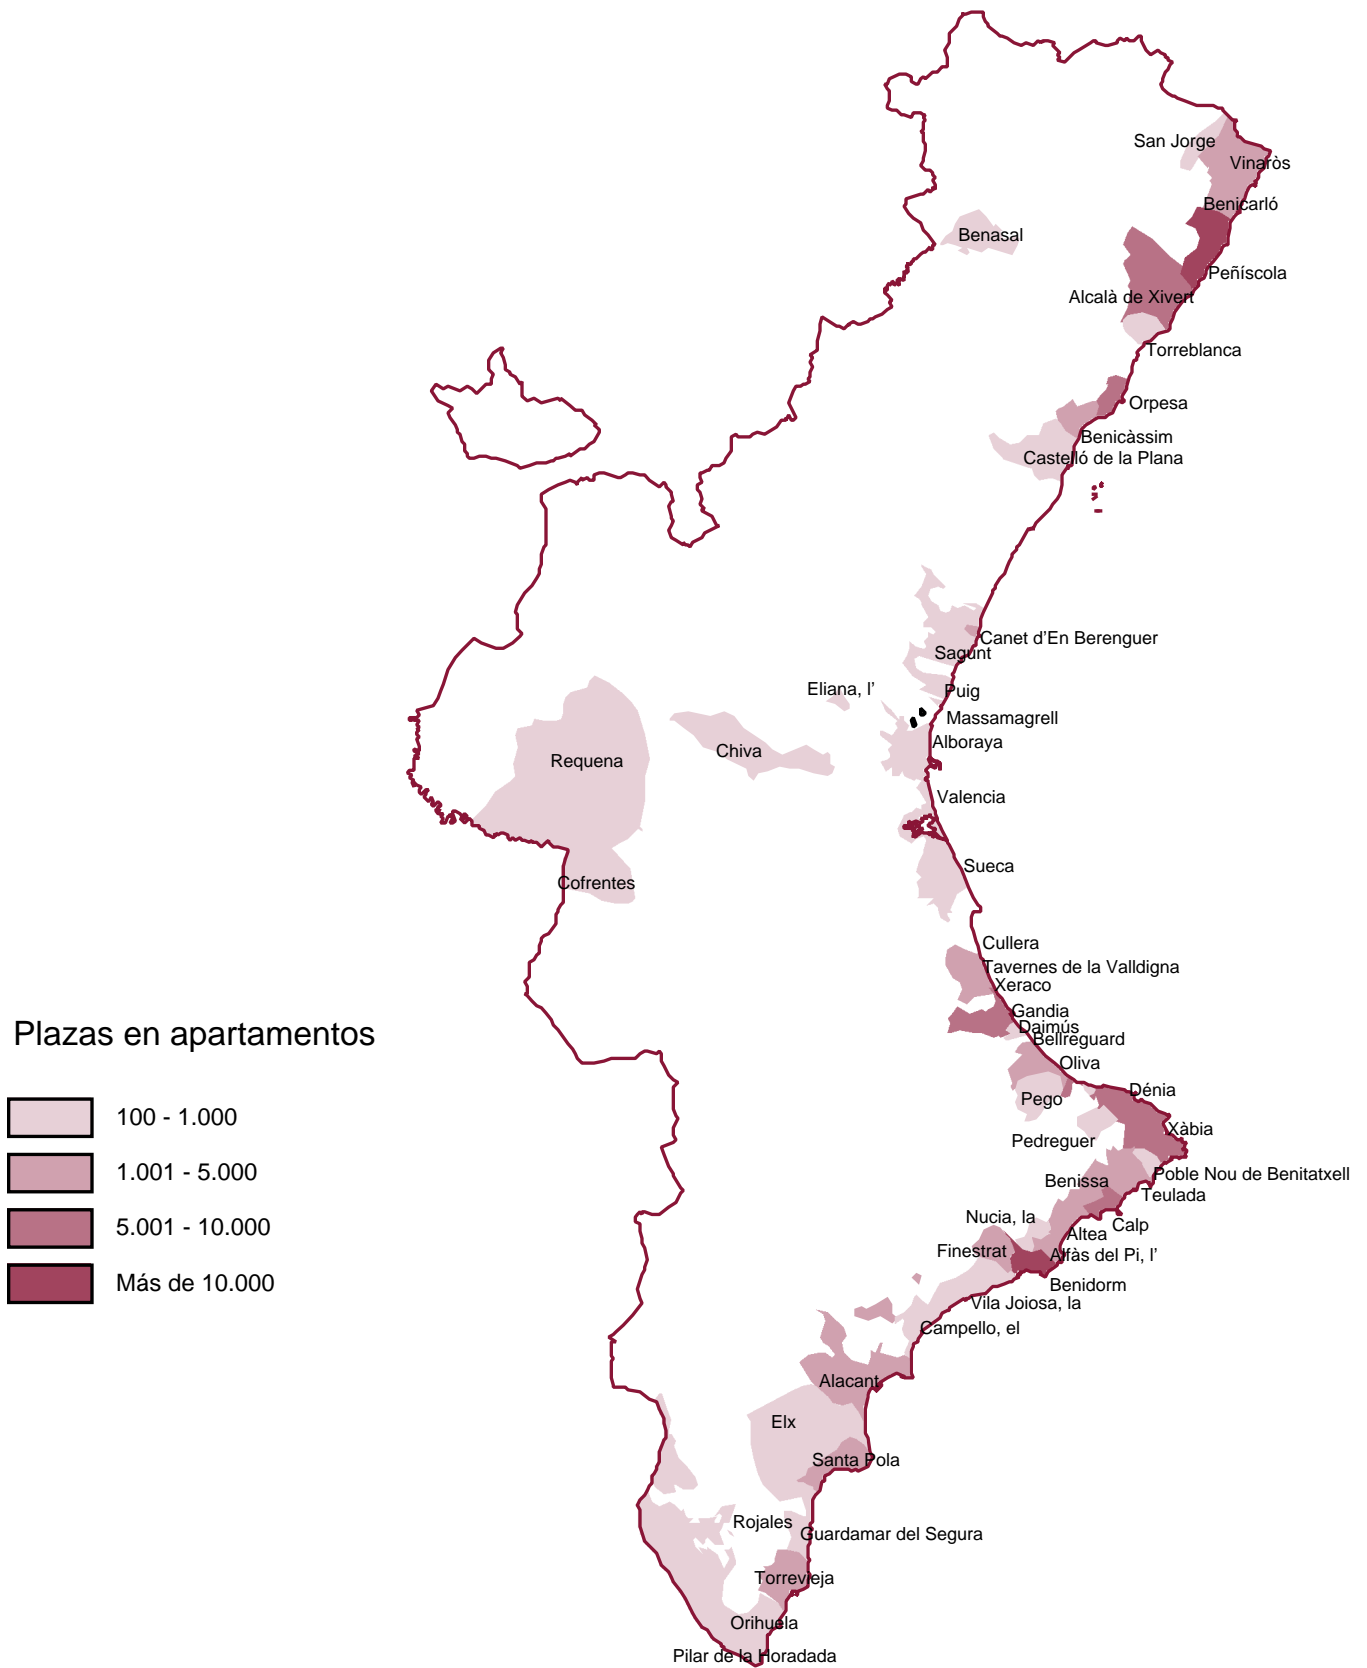 San Jorge
Vinaròs
Benicarló
Benasal
Peñíscola
Alcalà de Xivert
Torreblanca
Orpesa
Benicàssim
Castelló de la Plana
Canet d'En Berenguer
Sagunt
Eliana, l'
Puig
Massamagrell
Alboraya
Chiva
Requena
Valencia
Sueca
Cofrentes
Cullera
Tavernes de la Valldigna
Xeraco
Gandia
Daimús
Bellreguard
Oliva
Dénia
Pego
Xàbia
Pedreguer
Poble Nou de Benitatxell
Benissa
Teulada
Nucia, la
Calp
Altea
Finestrat
Alfàs del Pi, l'
Benidorm
Vila Joiosa, la
Campello, el
Alacant
Elx
Santa Pola
Rojales
Guardamar del Segura
Torrevieja
Orihuela
Pilar de la Horadada
Plazas en apartamentos
100 - 1.000
1.001 - 5.000
5.001 - 10.000
Más de 10.000